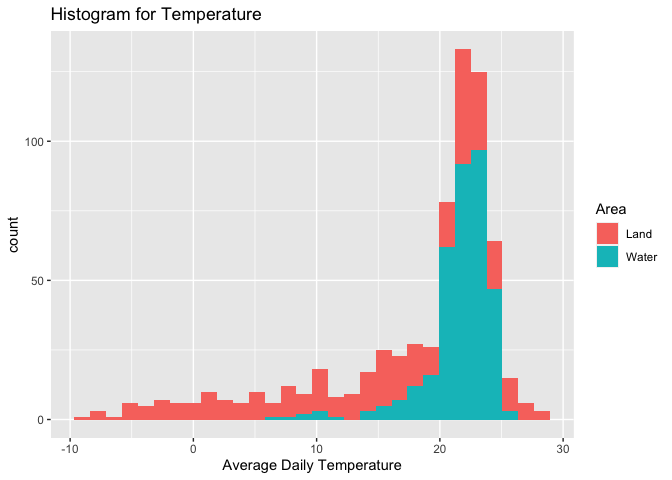 Histogram for Temperature
count
100
50
0
-10 0 10 20 30
Average Daily Temperature
Area
Land
Water